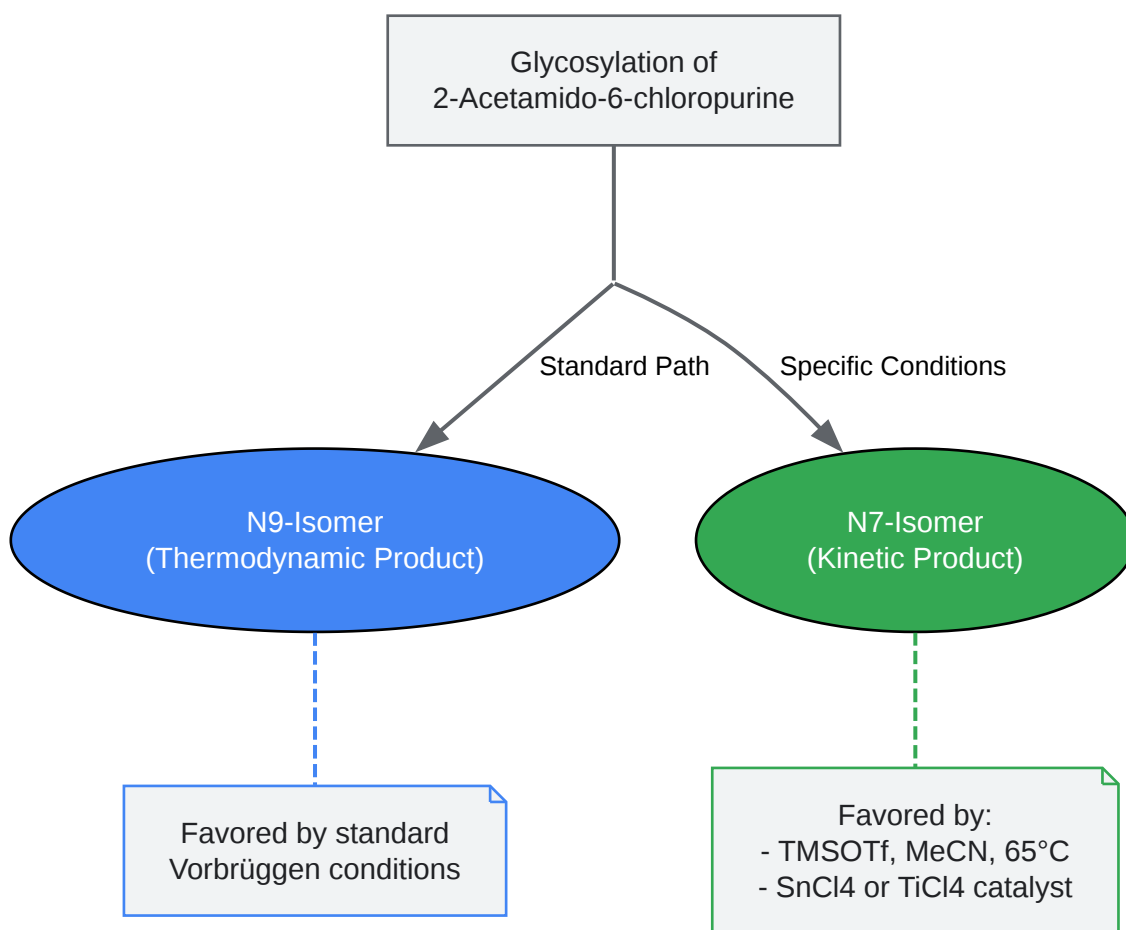 Glycosylation of
2-Acetamido-6-chloropurine
Standard Path
Specific Conditions
N9-Isomer
(Thermodynamic Product)
N7-Isomer
(Kinetic Product)
Favored by standard
Vorbrüggen conditions
Favored by:
- TMSOTf, MeCN, 65°C
- SnCl4 or TiCl4 catalyst